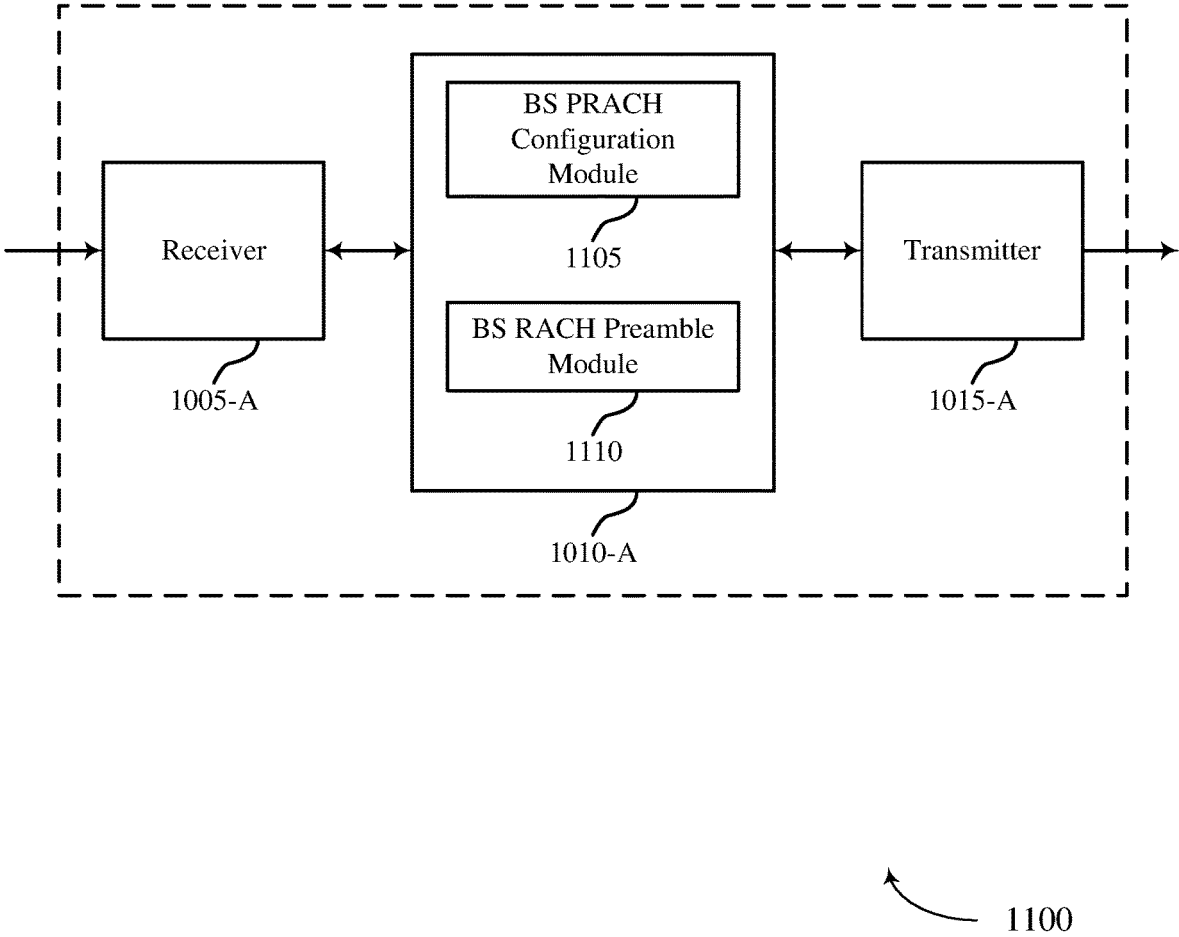 BS PRACH
Configuration
Module
1105
Receiver
1005-A
BS RACH Preamble
Module
1110
1010-A
Transmitter
1015-A
1100